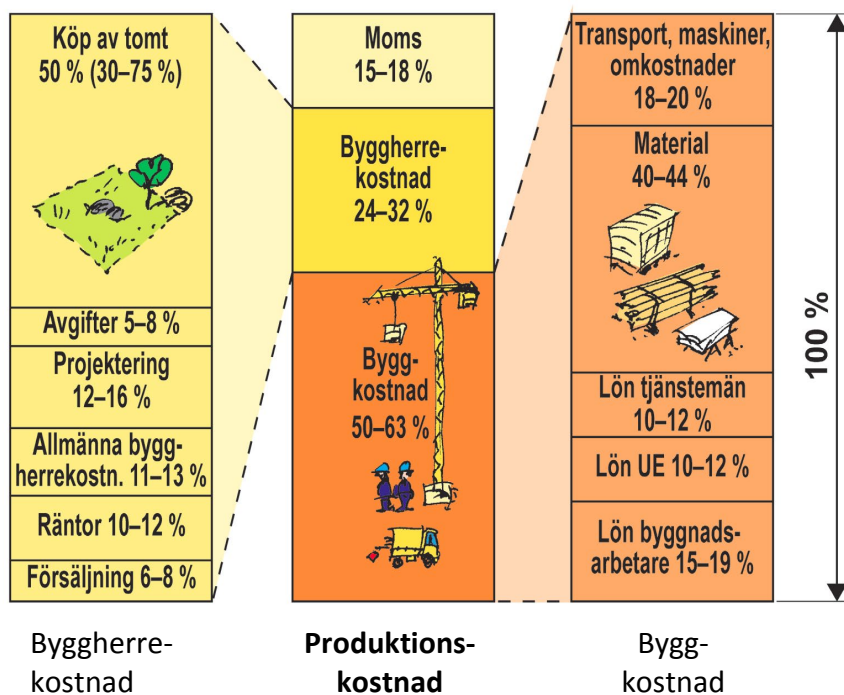 Köp av tomt
50 % (30–75 %)
Avgifter 5–8 %
Projektering
12–16 %
Allmänna bygg-
herrekostn. 11–13 %
Räntor 10–12 %
Försäljning 6–8 %
Byggherre-
kostnad
Moms
15–18 %
Byggherre-
kostnad
24–32 %
Bygg-
kostnad
50–63 %
Produktions-
kostnad
Transport, maskiner,
omkostnader
18–20 %
Material
40–44 %
Lön tjänstemän
10–12 %
Lön UE 10–12 %
Lön byggnads-
arbetare 15–19 %
Bygg-
kostnad
100 %